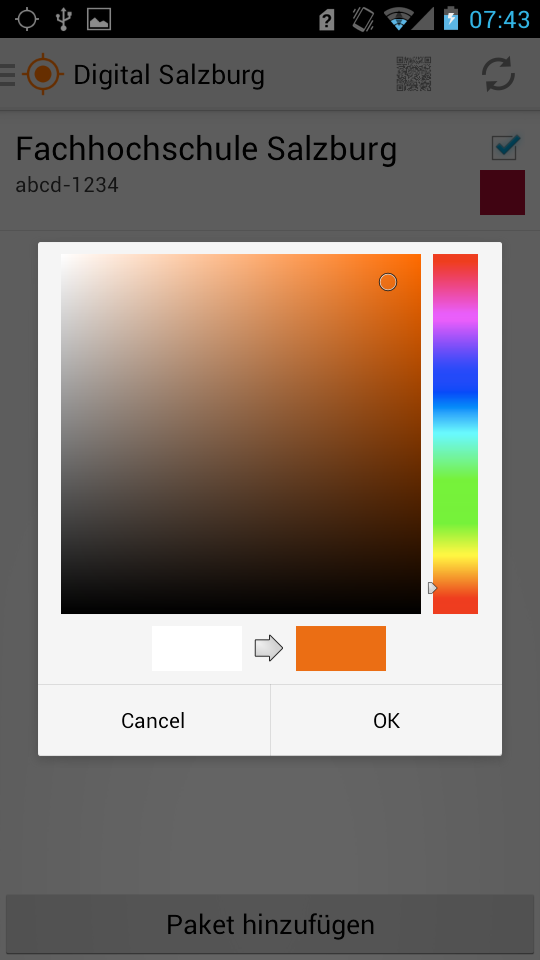 07:43
Digital Salzburg
Fachhochschule Salzburg
abcd-1234
Cancel
OK
Paket hinzufügen